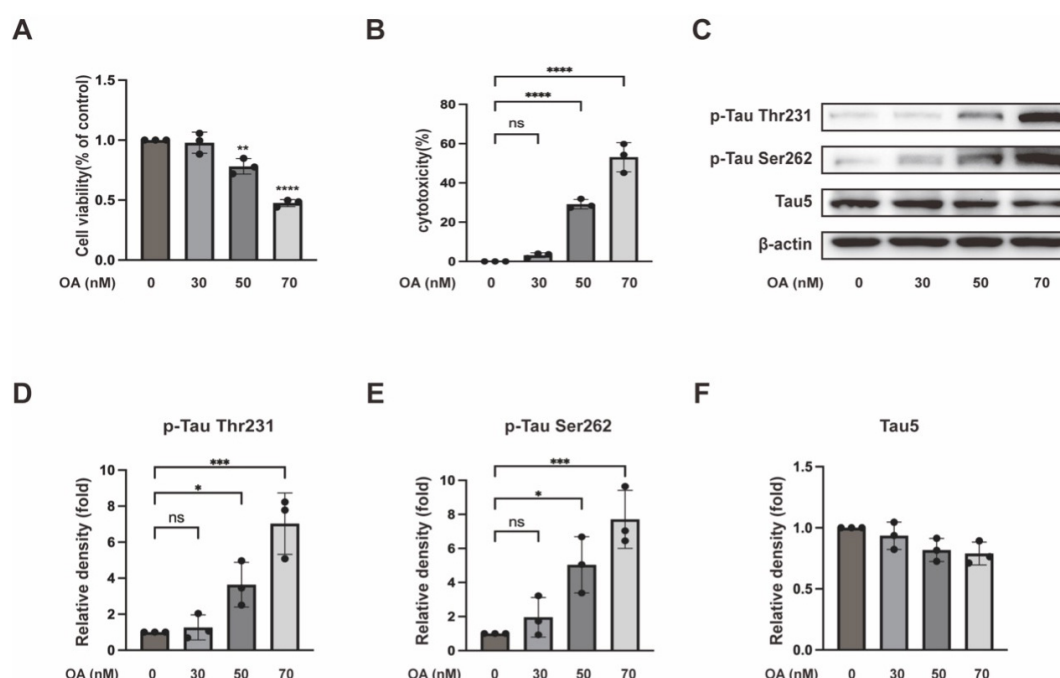 A
Cell viability(% of control)
1.5
1.0
0.5
0.0
**
****
OA (nM) 0 30 50 70
B
cytotoxicity(%)
80
60
40
20
0
****
****
ns
OA (nM) 0 30 50 70
C
p-Tau Thr231
p-Tau Ser262
Tau5
β-actin
OA (nM) 0 30 50 70
D
p-Tau Thr231
Relative density (fold)
10
8
6
4
2
0
***
*
ns
OA (nM) 0 30 50 70
E
p-Tau Ser262
Relative density (fold)
10
8
6
4
2
0
***
*
ns
OA (nM) 0 30 50 70
F
Tau5
Relative density (fold)
1.5
1.0
0.5
0.0
OA (nM) 0 30 50 70